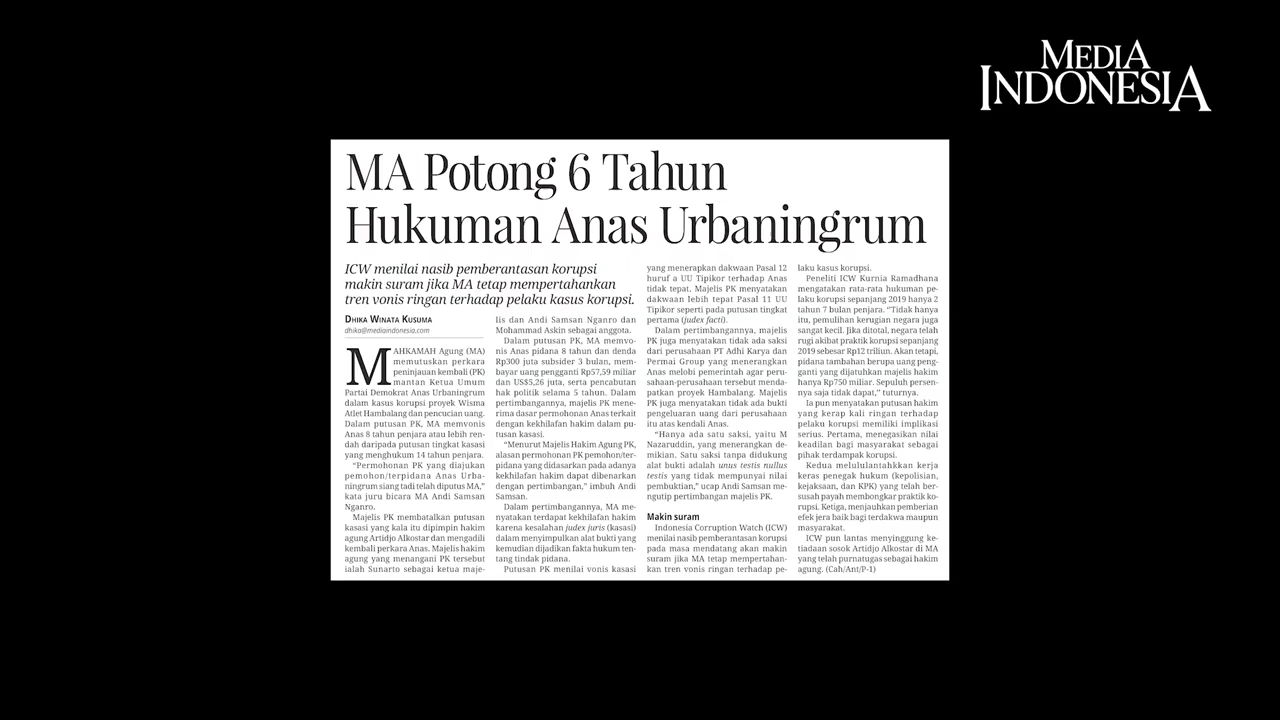 MEDIA
INDONESIA
MA Potong 6 Tahun
Hukuman Anas Urbaningrum
ICW menilai nasib pemberantasan korupsi
makin suram jika MA tetap mempertahankan
tren vonis ringan terhadap pelaku kasus korupsi.
DHIKA WINATA KUSUMA
dhika@mediaindonesia.com
MAHKAMAH Agung (MA)
memutuskan perkara
peninjauan kembali (PK)
mantan Ketua Umum
Partai Demokrat Anas Urbaningrum
dalam kasus korupsi proyek Wisma
Atlet Hambalang dan pencucian uang.
Dalam putusan PK, MA memvonis
Anas 8 tahun penjara atau lebih ren-
dah daripada putusan tingkat kasasi
yang menghukum 14 tahun penjara.
“Permohonan PK yang diajukan
pemohon/terpidana Anas Urba-
ningrum siang tadi telah diputus MA,”
kata juru bicara MA Andi Samsan
Nganro.
Majelis PK membatalkan putusan
kasasi yang kala itu dipimpin hakim
agung Artidjo Alkostar dan mengadili
kembali perkara Anas. Majelis hakim
agung yang menangani PK tersebut
ialah Sunarto sebagai ketua maje-
lis dan Andi Samsan Nganro dan
Mohammad Askin sebagai anggota.
Dalam putusan PK, MA memvo-
nis Anas pidana 8 tahun dan denda
Rp300 juta subsider 3 bulan, mem-
bayar uang pengganti Rp57,59 miliar
dan US$5,26 juta, serta pencabutan
hak politik selama 5 tahun. Dalam
pertimbangannya, majelis PK mene-
rima dasar permohonan Anas terkait
dengan kekhilafan hakim dalam pu-
tusan kasasi.
“Menurut Majelis Hakim Agung PK,
alasan permohonan PK pemohon/ter-
pidana yang didasarkan pada adanya
kekhilafan hakim dapat dibenarkan
dengan pertimbangan,” imbuh Andi
Samsan.
Dalam pertimbangannya, MA me-
nyatakan terdapat kekhilafan hakim
karena kesalahan judex juris (kasasi)
dalam menyimpulkan alat bukti yang
kemudian dijadikan fakta hukum ten-
tang tindak pidana.
Putusan PK menilai vonis kasasi
yang menerapkan dakwaan Pasal 12
huruf a UU Tipikor terhadap Anas
tidak tepat, Majelis PK menyatakan
dakwaan lebih tepat Pasal 11 UU
Tipikor seperti pada putusan tingkat
pertama (judex facti).
Dalam pertimbangannya, majelis
PK juga menyatakan tidak ada saksi
dari perusahaan PT Adhi Karya dan
Permai Group yang menerangkan
Anas melobi pemerintah agar peru-
sahaan-perusahaan tersebut menda-
patkan proyek Hambalang. Majelis
PK juga menyatakan tidak ada bukti
pengeluaran uang dari perusahaan
itu atas kendali Anas.
“Hanya ada satu saksi, yaitu M
Nazaruddin, yang menerangkan de-
mikian. Satu saksi tanpa didukung
alat bukti adalah unus testis nullus
testis yang tidak mempunyai nilai
pembuktian,” ucap Andi Samsan me-
ngutip pertimbangan majelis PK.
Makin suram
Indonesia Corruption Watch (ICW)
menilai nasib pemberantasan korupsi
pada masa mendatang akan makin
suram jika MA tetap mempertahan-
kan tren vonis ringan terhadap pe-
laku kasus korupsi.
Peneliti ICW Kurnia Ramadhana
mengatakan rata-rata hukuman pe-
laku korupsi sepanjang 2019 hanya 2
tahun 7 bulan penjara. “Tidak hanya
itu, pemulihan kerugian negara juga
sangat kecil. Jika ditotal, negara telah
rugi akibat praktik korupsi sepanjang
2019 sebesar Rp12 triliun. Akan tetapi,
pidana tambahan berupa uang peng-
ganti yang dijatuhkan majelis hakim
hanya Rp750 miliar. Sepuluh persen-
nya saja tidak dapat,” tuturnya.
Ia pun menyatakan putusan hakim
yang kerap kali ringan terhadap
pelaku korupsi memiliki implikasi
serius. Pertama, menegasikan nilai
keadilan bagi masyarakat sebagai
pihak terdampak korupsi.
Kedua melululantahkkan kerja
keras penegak hukum (kepolisian,
kejaksaan, dan KPK) yang telah ber-
susah payah membongkar praktik ko-
rupsi. Ketiga, menjauhkan pemberian
efek jera baik bagi terdakwa maupun
masyarakat.
ICW pun lantas menyinggung ke-
tiadaan sosok Artidjo Alkostar di MA
yang telah purnatugas sebagai hakim
agung. (Cah/Ant/P-1)